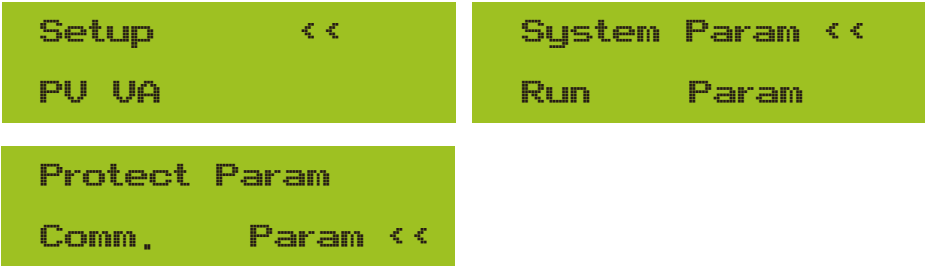 Setup <<
PV VA
System Param <<
Run Param
Protect Param
Comm. Param <<